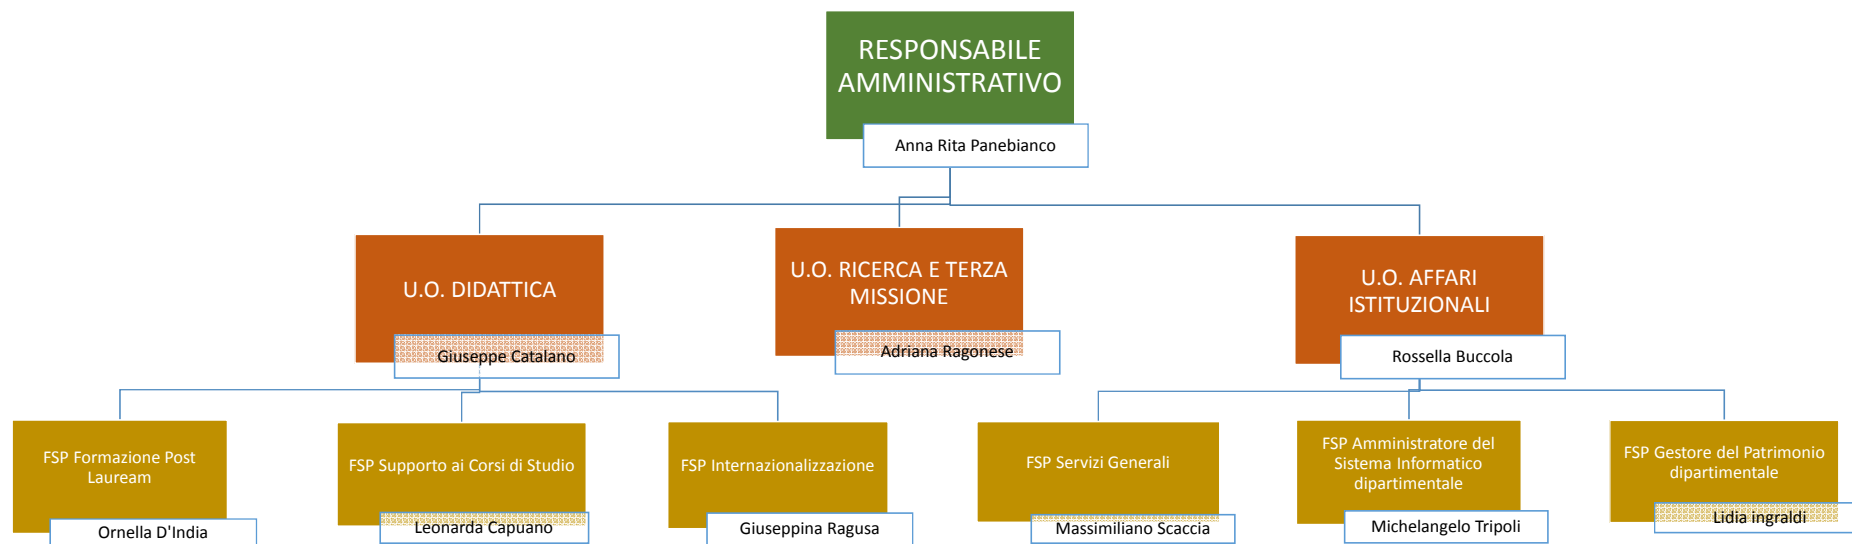 RESPONSABILE
AMMINISTRATIVO
Anna Rita Panebianco
U.O. DIDATTICA
Giuseppe Catalano
U.O. RICERCA E TERZA
MISSIONE
Adriana Ragonese
U.O. AFFARI
ISTITUZIONALI
Rossella Buccola
FSP Formazione Post
Lauream
Ornella D'India
FSP Supporto ai Corsi di Studio
Leonarda Capuano
FSP Internazionalizzazione
Giuseppina Ragusa
FSP Servizi Generali
Massimiliano Scaccia
FSP Amministratore del
Sistema Informatico
dipartimentale
Michelangelo Tripoli
FSP Gestore del Patrimonio
dipartimentale
Lidia ingraldi